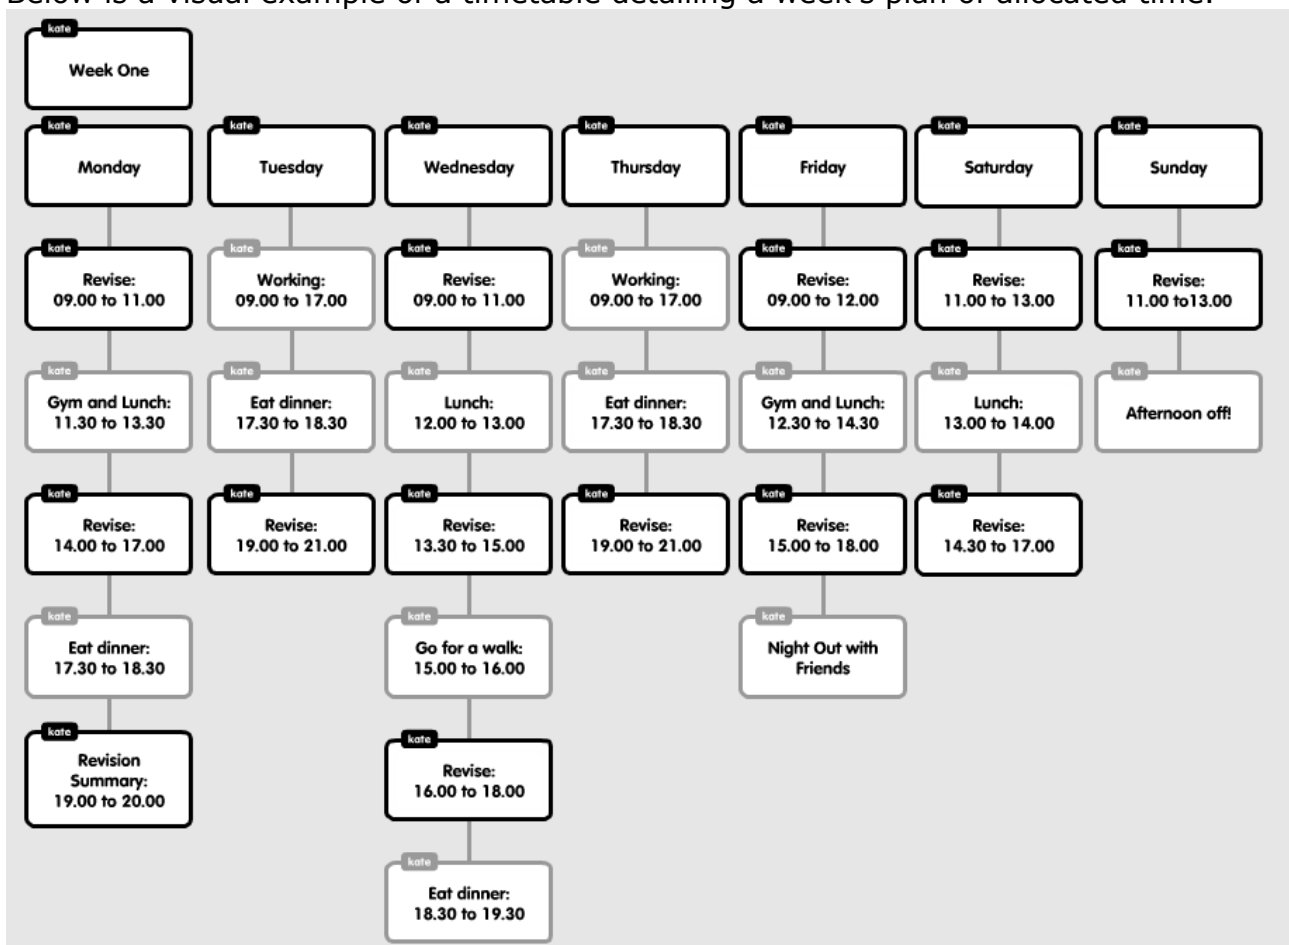 Below is a visual example of a timetable detailing a week's plan of allocated time.
kate
Week One
kate
Monday
kate
Revise:
09.00 to 11.00
kate
Gym and Lunch:
11.30 to 13.30
kate
Revise:
14.00 to 17.00
kate
Eat dinner:
17.30 to 18.30
kate
Revision
Summary:
19.00 to 20.00
kate
Tuesday
kate
Working:
09.00 to 17.00
kate
Eat dinner:
17.30 to 18.30
kate
Revise:
19.00 to 21.00
kate
Wednesday
kate
Revise:
09.00 to 11.00
kate
Lunch:
12.00 to 13.00
kate
Revise:
13.30 to 15.00
kate
Go for a walk:
15.00 to 16.00
kate
Revise:
16.00 to 18.00
kate
Eat dinner:
18.30 to 19.30
kate
Thursday
kate
Working:
09.00 to 17.00
kate
Eat dinner:
17.30 to 18.30
kate
Revise:
19.00 to 21.00
kate
Friday
kate
Revise:
09.00 to 12.00
kate
Gym and Lunch:
12.30 to 14.30
kate
Revise:
15.00 to 18.00
kate
Night Out with
Friends
kate
Saturday
kate
Revise:
11.00 to 13.00
kate
Lunch:
13.00 to 14.00
kate
Revise:
14.30 to 17.00
kate
Sunday
kate
Revise:
11.00 to13.00
kate
Afternoon off!